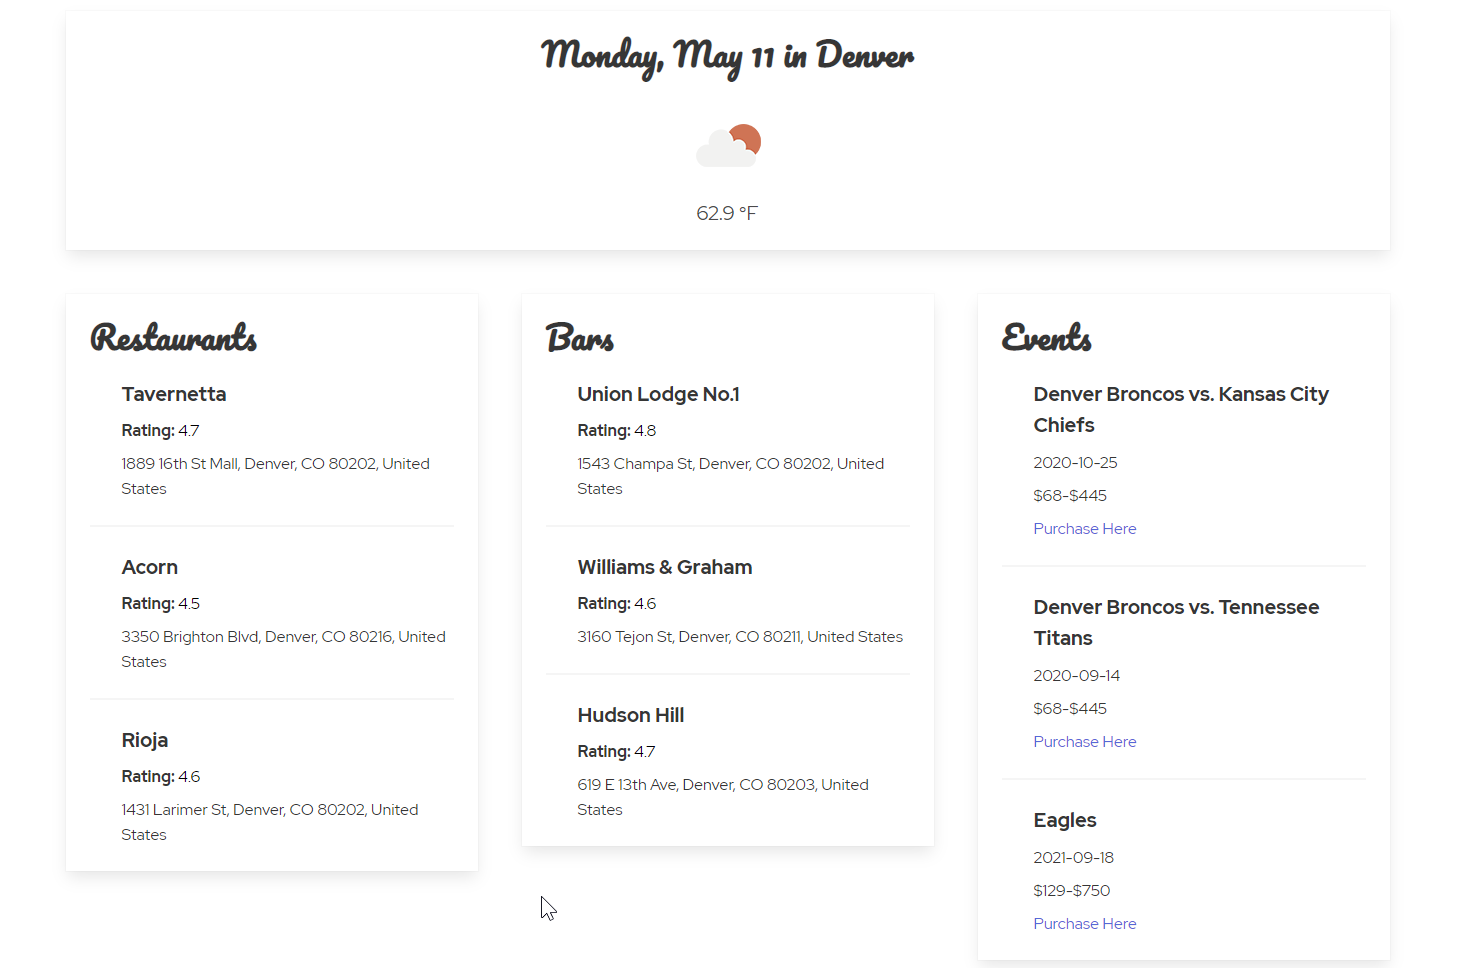 Monday, May 11 in Denver
62.9 °F
Restaurants
Tavernetta
Rating: 4.7
1889 16th St Mall, Denver, CO 80202, United
States
Acorn
Rating: 4.5
3350 Brighton Blvd, Denver, CO 80216, United
States
Rioja
Rating: 4.6
1431 Larimer St, Denver, CO 80202, United
States
Bars
Union Lodge No.1
Rating: 4.8
1543 Champa St, Denver, CO 80202, United
States
Williams & Graham
Rating: 4.6
3160 Tejon St, Denver, CO 80211, United States
Hudson Hill
Rating: 4.7
619 E 13th Ave, Denver, CO 80203, United
States
Events
Denver Broncos vs. Kansas City
Chiefs
2020-10-25
$68-$445
Purchase Here
Denver Broncos vs. Tennessee
Titans
2020-09-14
$68-$445
Purchase Here
Eagles
2021-09-18
$129-$750
Purchase Here